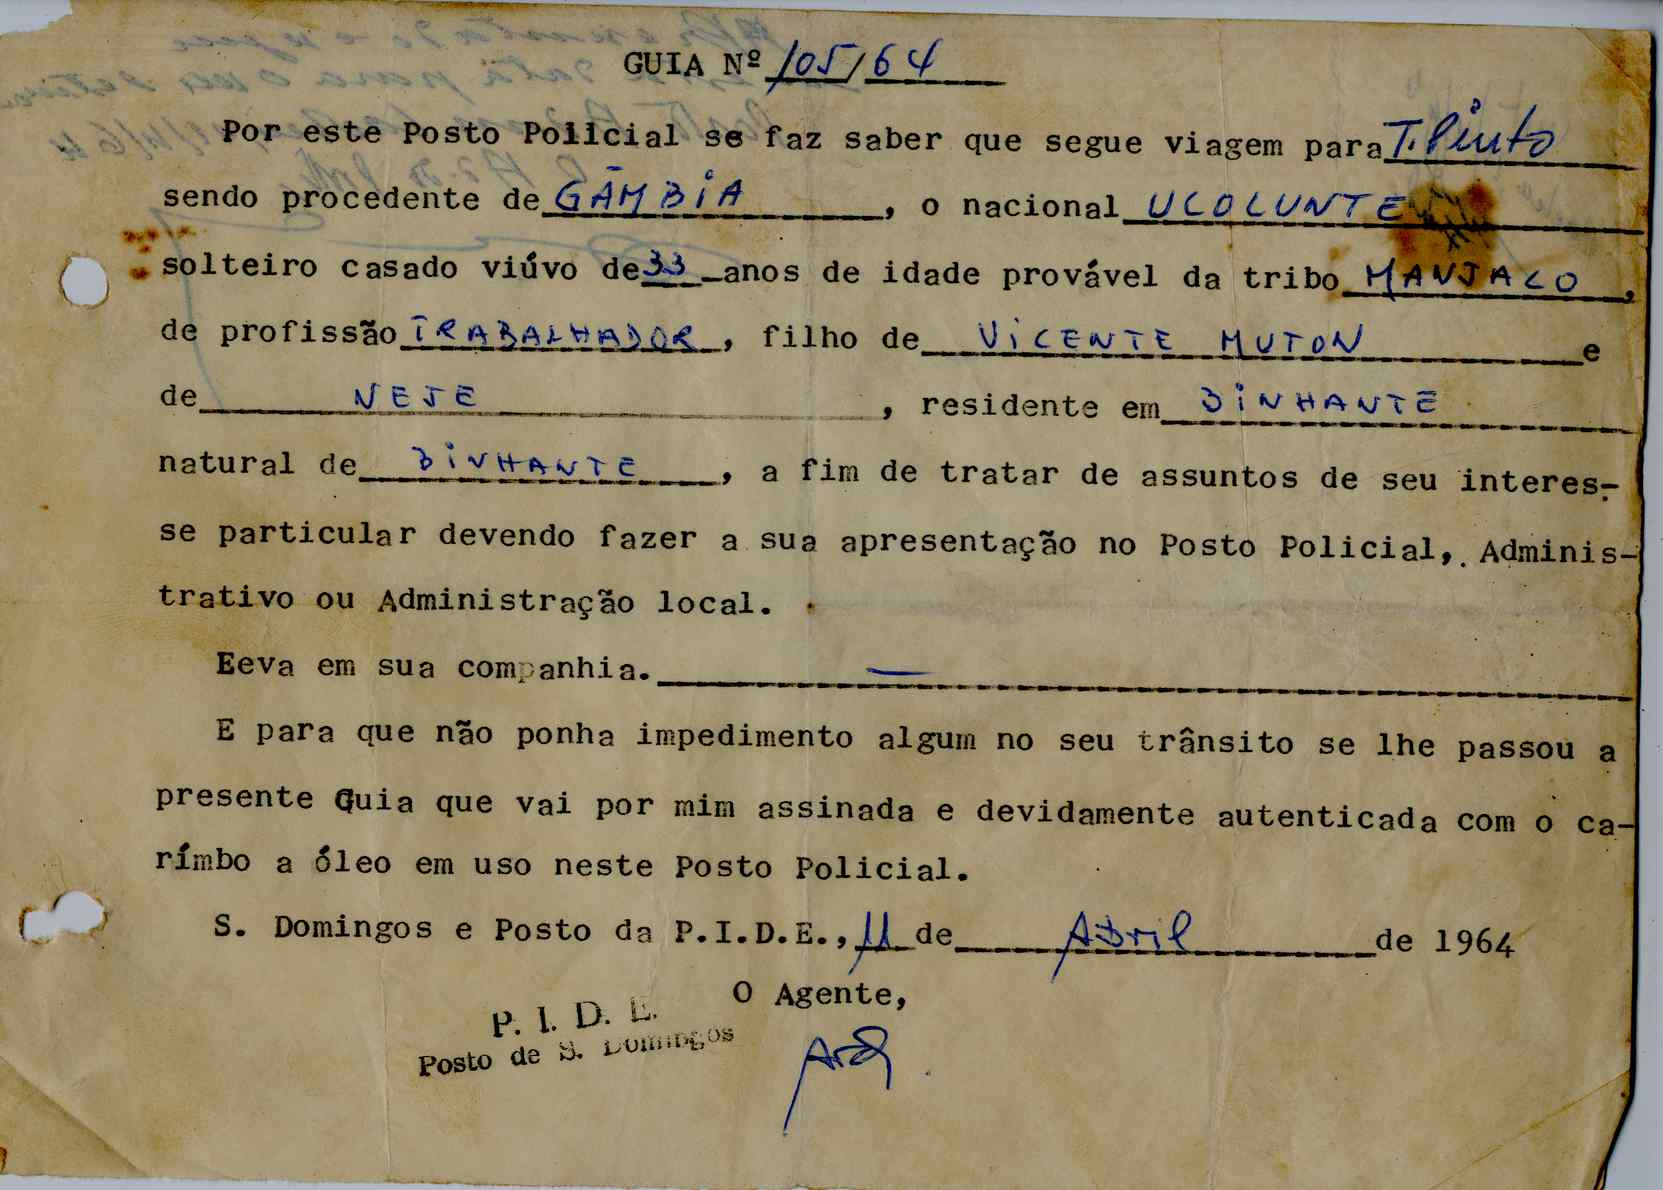 GUIA Nº 105/64
Por este Posto Policial se faz saber que segue viagem para T. Pinto
sendo procedente de GÂMBIA, o nacional UCOLUNTE
solteiro casado viúvo de 33 anos de idade provável da tribo MANJACO,
de profissão TRABALHADOR, filho de VICENTE MUTON e
de NEJE, residente em BINHANTE
natural de BINHANTE, a fim de tratar de assuntos de seu interes-
se particular devendo fazer a sua apresentação no Posto Policial, Adminis-
trativo ou Administração local.
Eeva em sua companhia. —
E para que não ponha impedimento algum no seu trânsito se lhe passou a
presente Guia que vai por mim assinada e devidamente autenticada com o ca-
rímbo a óleo em uso neste Posto Policial.
S. Domingos e Posto da P.I.D.E., 11 de Abril de 1964
O Agente,
P. I. D. E.
Posto de S. Domingos